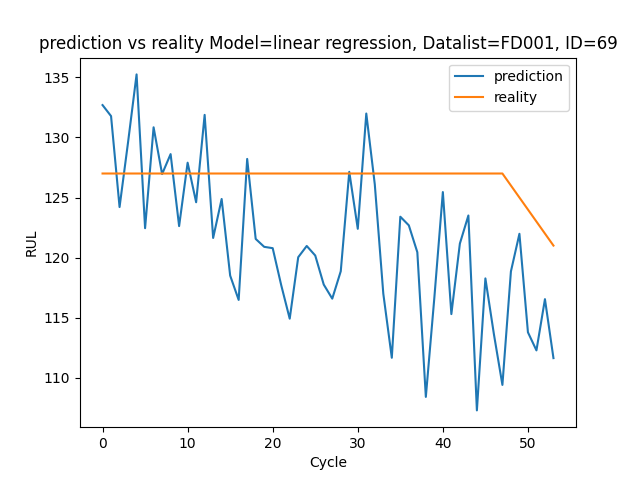 prediction vs reality Model=linear regression, Datalist=FD001, ID=69
prediction
reality
135
130
125
120
115
110
RUL
0 10 20 30 40 50
Cycle